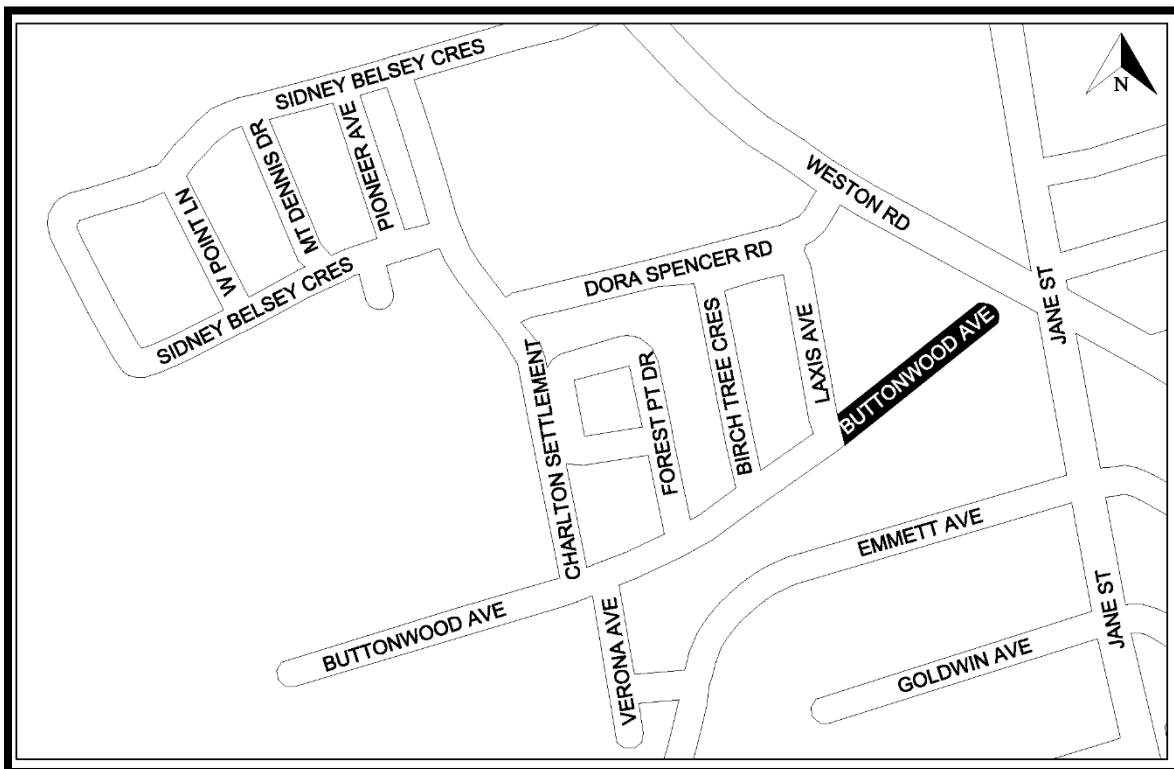 SIDNEY BELSEY CRES
N
MT DENNIS DR
PIONEER AVE
W POINT LN
WESTON RD
SIDNEY BELSEY CRES
DORA SPENCER RD
JANE ST
BUTTONWOOD AVE
LAXIS AVE
BIRCH TREE CRES
FOREST PT DR
CHARLTON SETTLEMENT
EMMETT AVE
BUTTONWOOD AVE
VERONA AVE
JANE ST
GOLDWIN AVE